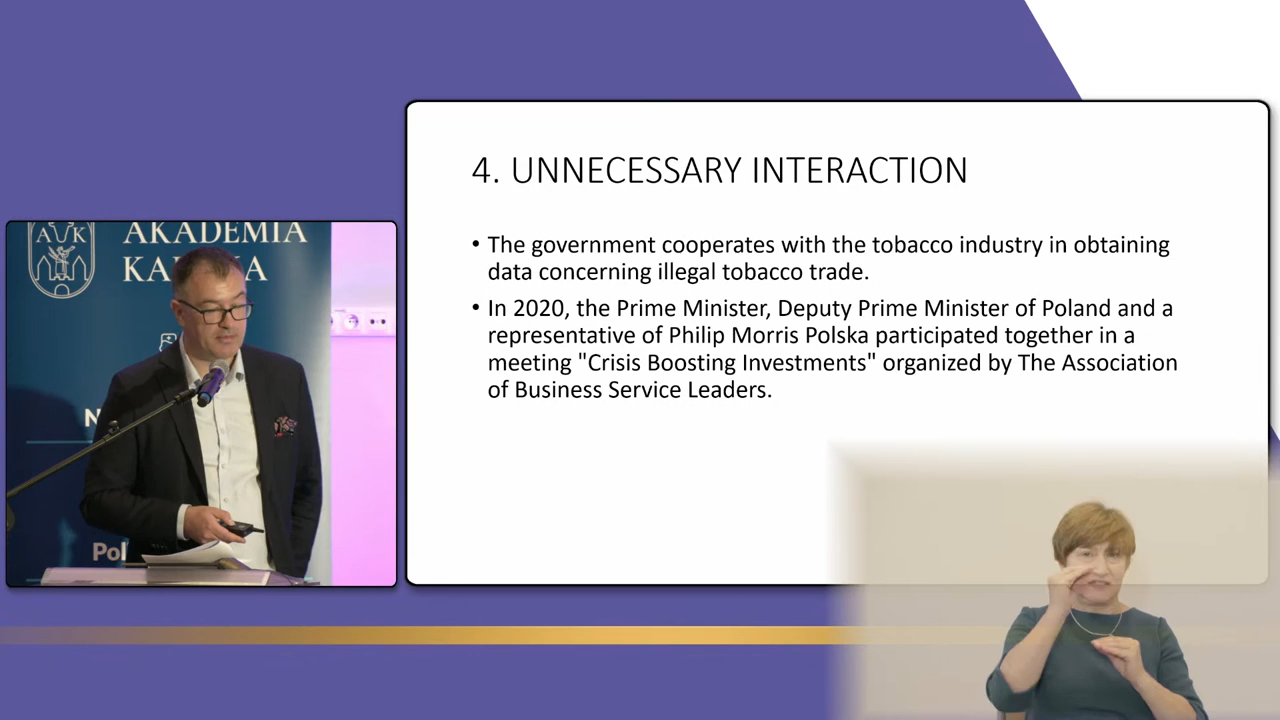 4. UNNECESSARY INTERACTION
• The government cooperates with the tobacco industry in obtaining
data concerning illegal tobacco trade.
• In 2020, the Prime Minister, Deputy Prime Minister of Poland and a
representative of Philip Morris Polska participated together in a
meeting "Crisis Boosting Investments" organized by The Association
of Business Service Leaders.
A K
AKADEMIA
KA
N
Pol